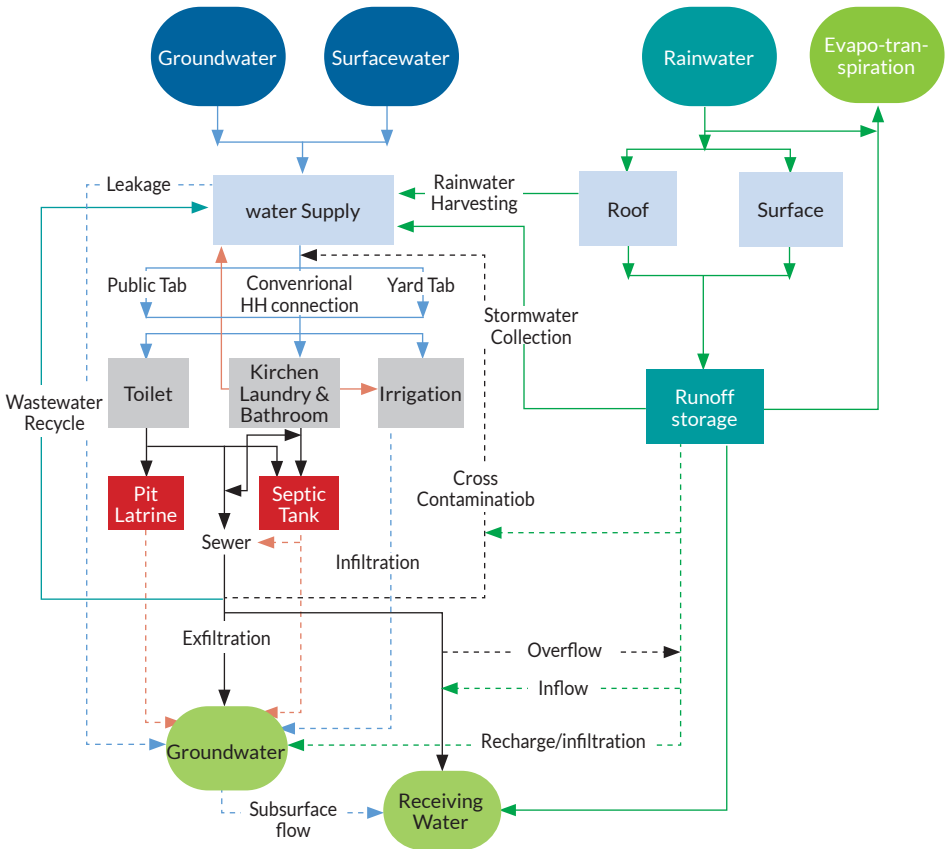 Groundwater
Surfacewater
Rainwater
Evapo-tran-
spiration
Leakage
water Supply
Rainwater
Harvesting
Roof
Surface
Public Tab
Convenrional
HH connection
Yard Tab
Stormwater
Collection
Toilet
Kirchen
Laundry &
Bathroom
Irrigation
Runoff
storage
Wastewater
Recycle
Pit
Latrine
Septic
Tank
Cross
Contaminatiob
Sewer
Infiltration
Exfiltration
Overflow
Inflow
Groundwater
Recharge/infiltration
Subsurface
flow
Receiving
Water